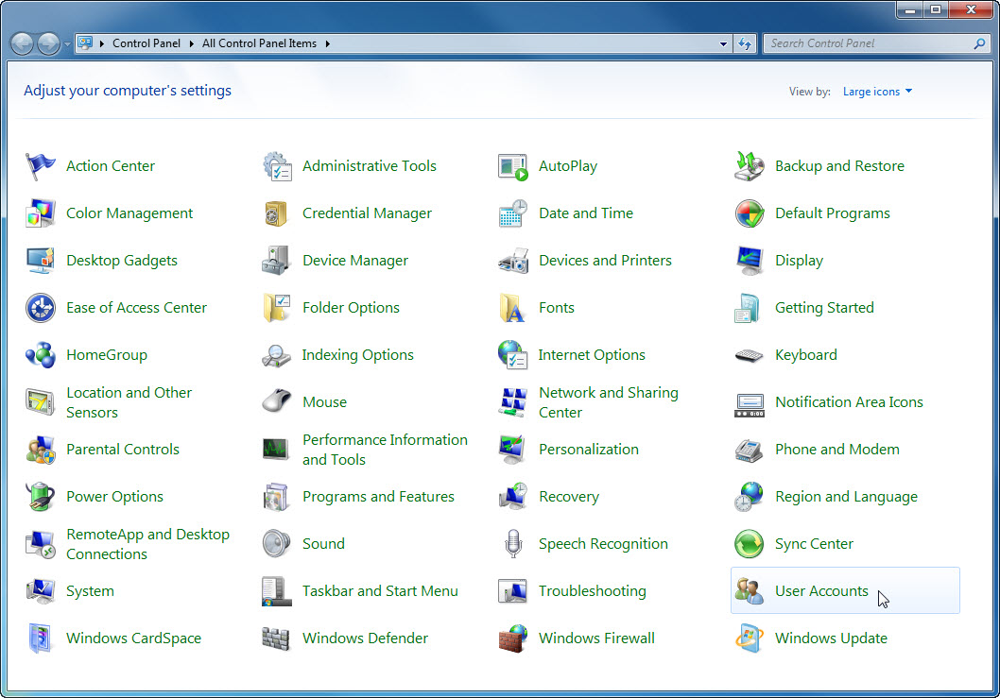 Control Panel All Control Panel Items
Search Control Panel
Adjust your computer's settings
View by: Large icons
Action Center
Administrative Tools
AutoPlay
Backup and Restore
Color Management
Credential Manager
Date and Time
Default Programs
Desktop Gadgets
Device Manager
Devices and Printers
Display
Ease of Access Center
Folder Options
Fonts
Getting Started
HomeGroup
Indexing Options
Internet Options
Keyboard
Location and Other
Sensors
Mouse
Network and Sharing
Center
Notification Area Icons
Parental Controls
Performance Information
and Tools
Personalization
Phone and Modem
Power Options
Programs and Features
Recovery
Region and Language
RemoteApp and Desktop
Connections
Sound
Speech Recognition
Sync Center
System
Taskbar and Start Menu
Troubleshooting
User Accounts
Windows CardSpace
Windows Defender
Windows Firewall
Windows Update